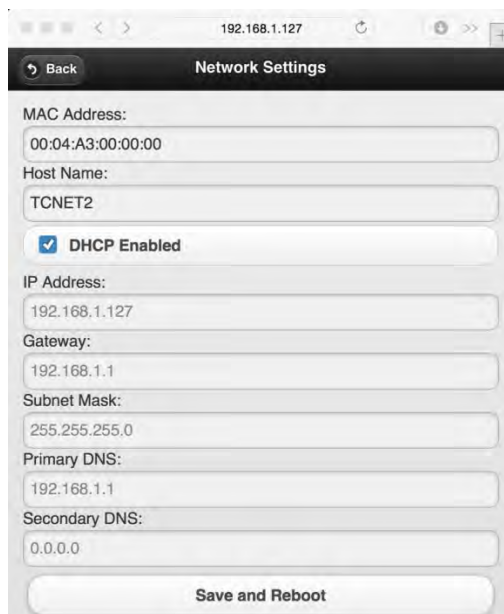 192.168.1.127
Back
Network Settings
MAC Address:
00:04:A3:00:00:00
Host Name:
TCNET2
DHCP Enabled
IP Address:
192.168.1.127
Gateway:
192.168.1.1
Subnet Mask:
255.255.255.0
Primary DNS:
192.168.1.1
Secondary DNS:
0.0.0.0
Save and Reboot